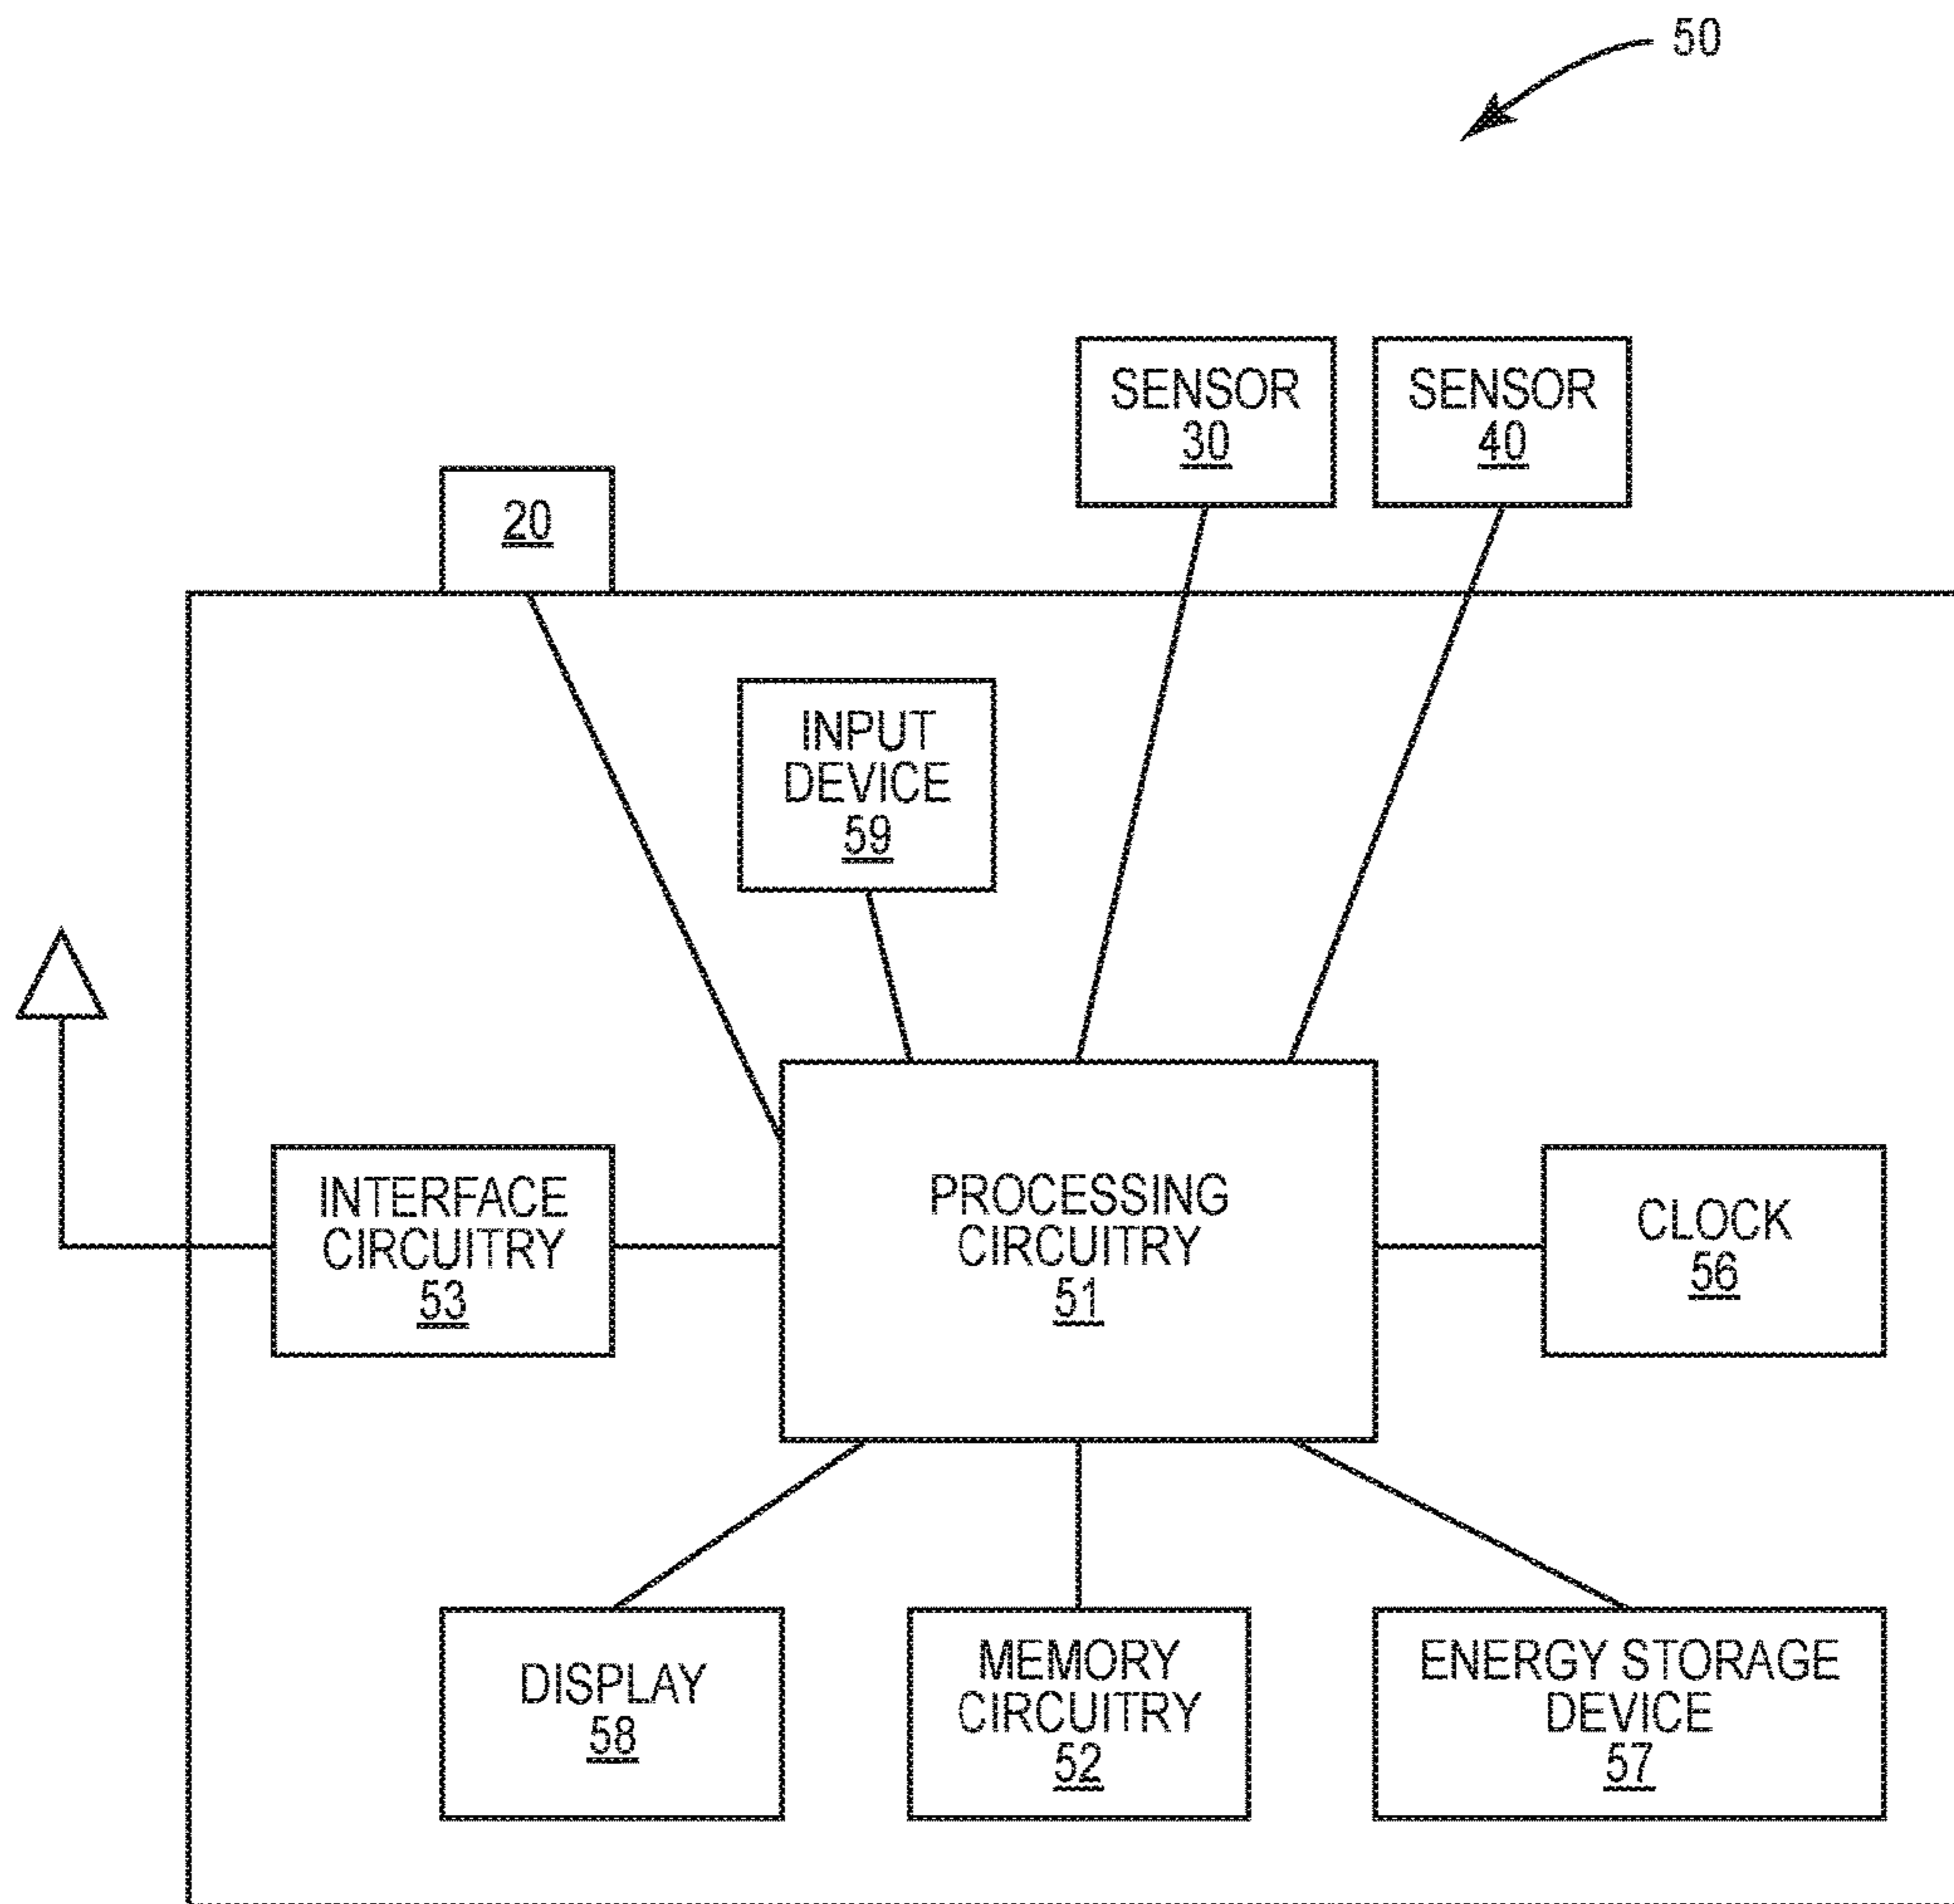 50
SENSOR
30
SENSOR
40
20
INPUT
DEVICE
59
INTERFACE
CIRCUITRY
53
PROCESSING
CIRCUITRY
51
CLOCK
56
DISPLAY
58
MEMORY
CIRCUITRY
52
ENERGY STORAGE
DEVICE
57